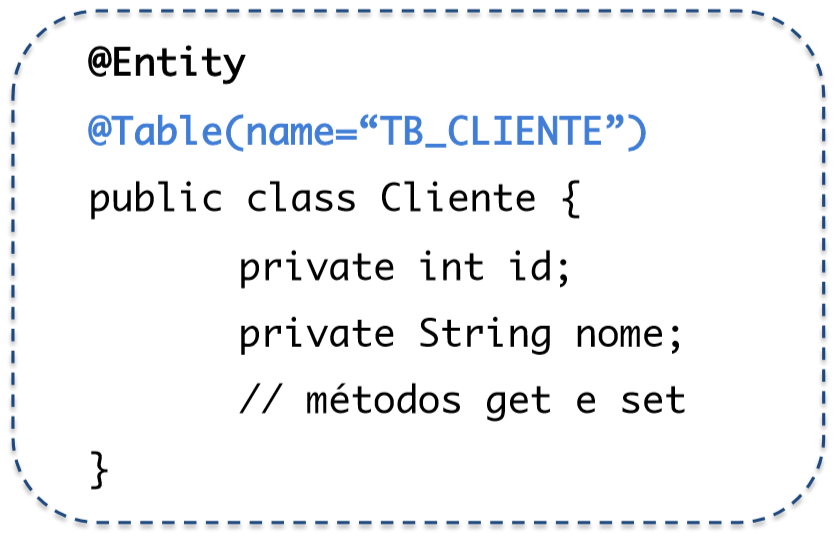 @Entity
@Table(name=“TB_CLIENTE”)
public class Cliente {
private int id;
private String nome;
// métodos get e set
}